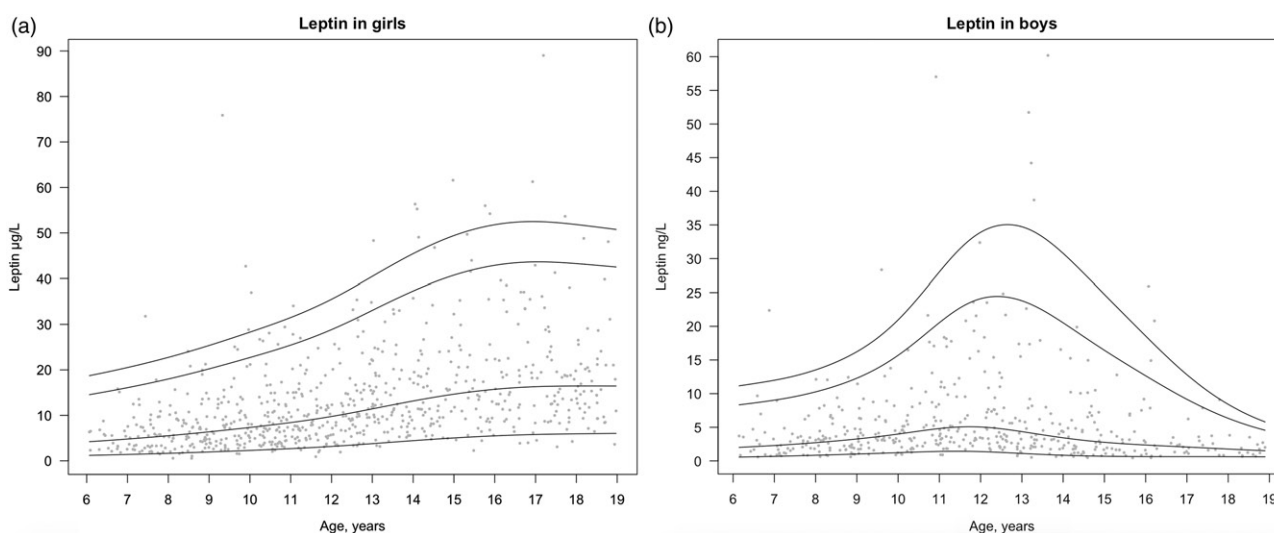 (a)
Leptin in girls
Leptin µg/L
90
80
70
60
50
40
30
20
10
0
6 7 8 9 10 11 12 13 14 15 16 17 18 19
Age, years
(b)
Leptin in boys
Leptin ng/L
60
55
50
45
40
35
30
25
20
15
10
5
0
6 7 8 9 10 11 12 13 14 15 16 17 18 19
Age, years